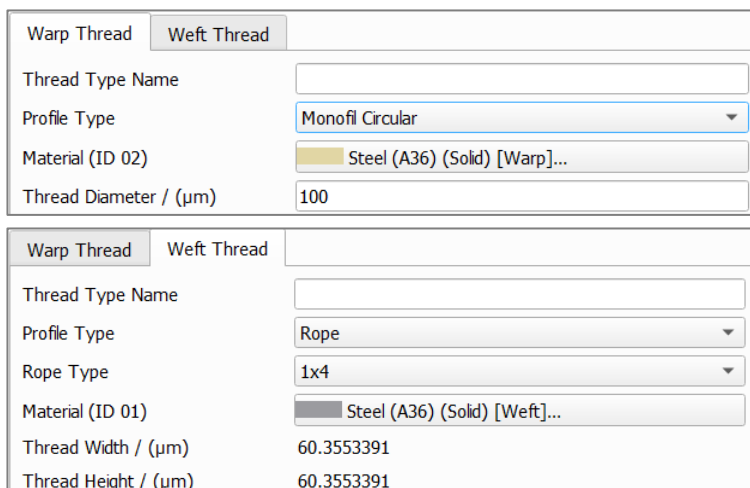 Warp Thread Weft Thread
Thread Type Name
Profile Type Monofil Circular
Material (ID 02) Steel (A36) (Solid) [Warp]...
Thread Diameter / (µm) 100
Warp Thread Weft Thread
Thread Type Name
Profile Type Rope
Rope Type 1x4
Material (ID 01) Steel (A36) (Solid) [Weft]...
Thread Width / (µm) 60.3553391
Thread Height / (µm) 60.3553391